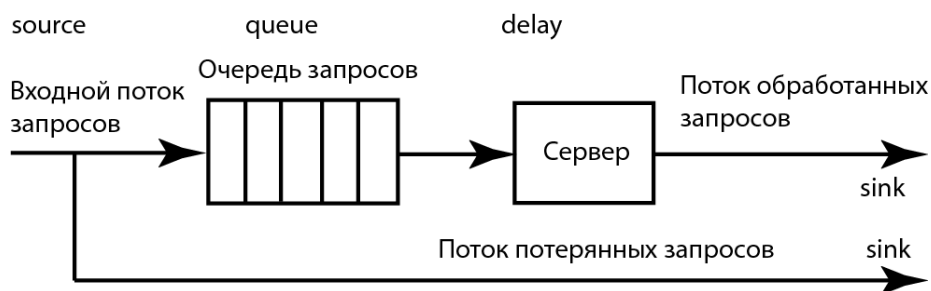 source
queue
delay
Очередь запросов
Входной поток
запросов
Сервер
Поток обработанных
запросов
sink
Поток потерянных запросов
sink